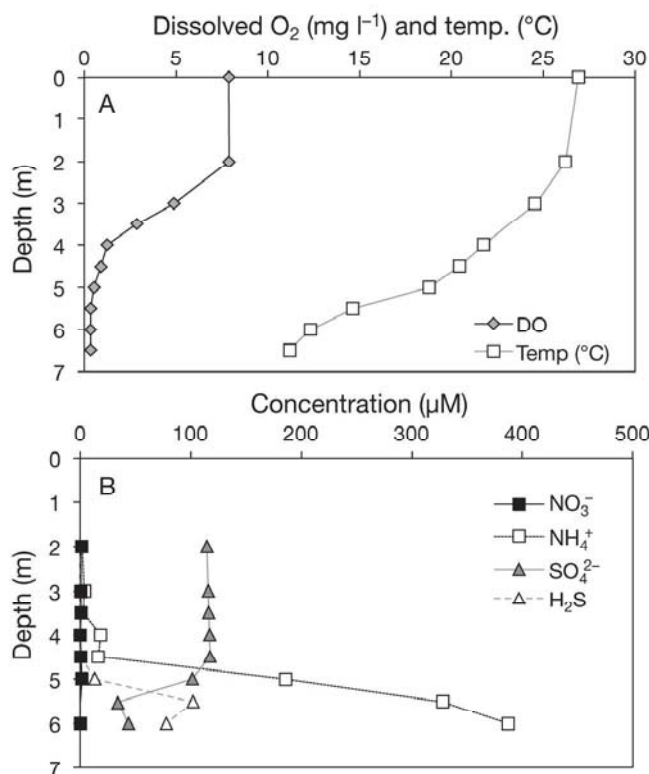 Dissolved O₂ (mg l⁻¹) and temp. (°C)
0 5 10 15 20 25 30
A
Depth (m)
0
1
2
3
4
5
6
7
DO
Temp (°C)
Concentration (µM)
0 100 200 300 400 500
B
Depth (m)
0
1
2
3
4
5
6
7
NO₃⁻
NH₄⁺
SO₄²⁻
H₂S